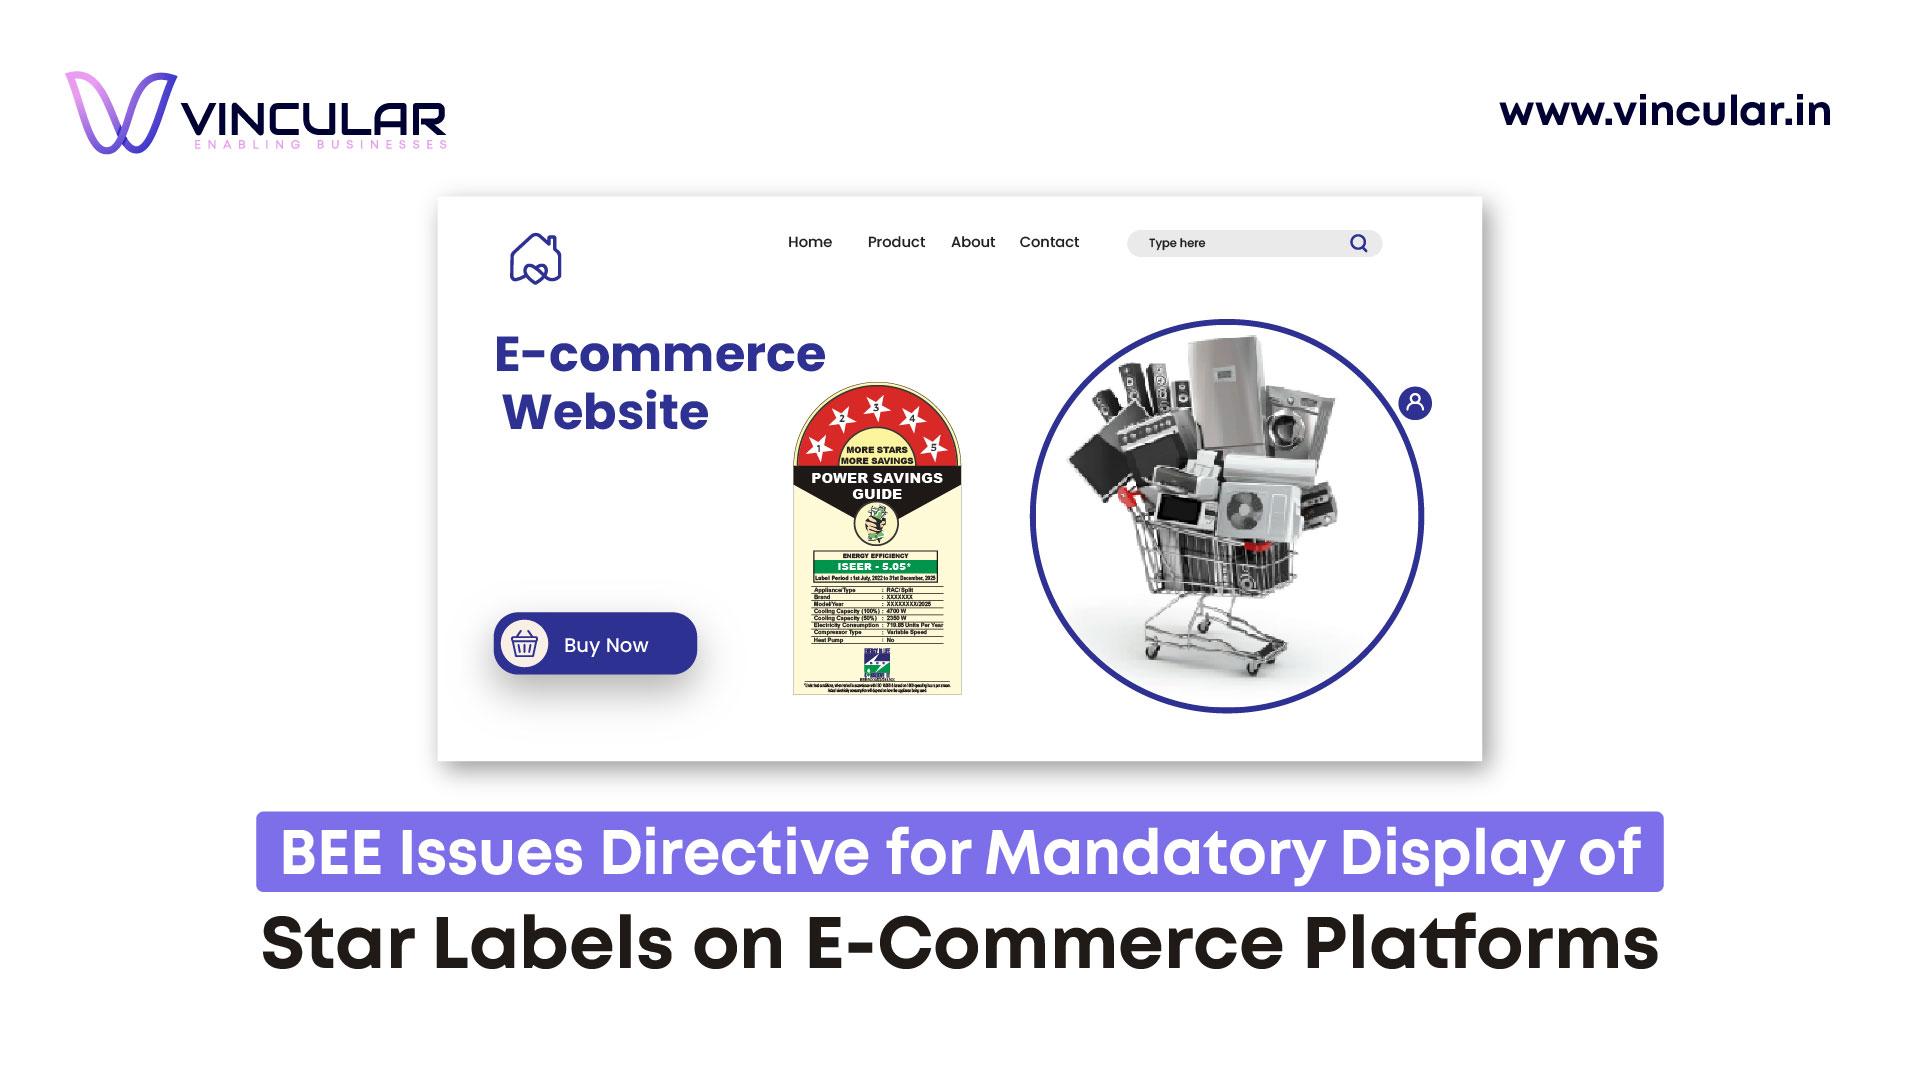 VINCULAR
ENABLING BUSINESSES
www.vincular.in
Home Product About Contact
Type here
E-commerce
Website
1 2 3 4 5
MORE STARS
MORE SAVINGS
POWER SAVINGS
GUIDE
ENERGY EFFICIENCY
ISEER - 5.05*
Label Period : 1st July, 2022 to 31st December, 2025
Appliance/Type : RAC/Split
Brand : XXXXXXX
Model/Year : XXXXXXXX/2025
Cooling Capacity (100%) : 4700 W
Cooling Capacity (50%) : 2350 W
Electricity Consumption : 719.85 Units Per Year
Compressor Type : Variable Speed
Heat Pump : No
Buy Now
BEE Issues Directive for Mandatory Display of
Star Labels on E-Commerce Platforms